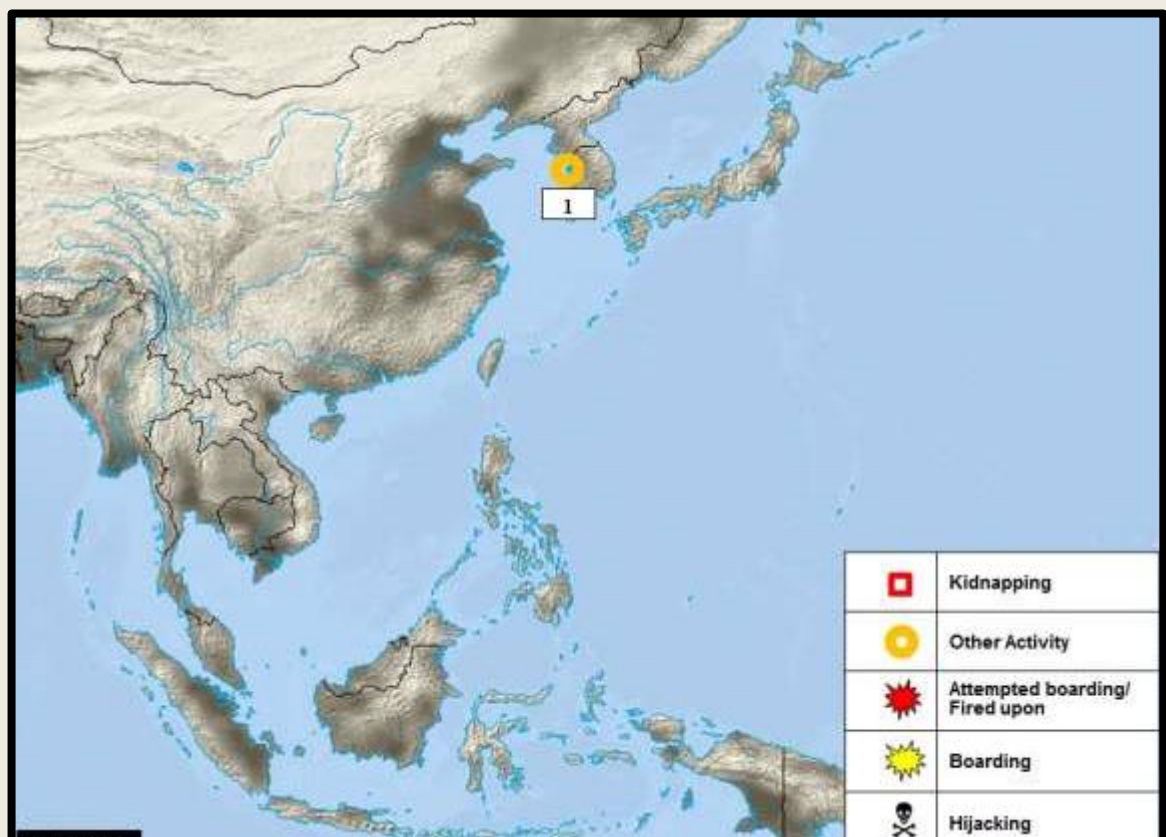 1
Kidnapping
Other Activity
Attempted boarding/
Fired upon
Boarding
Hijacking